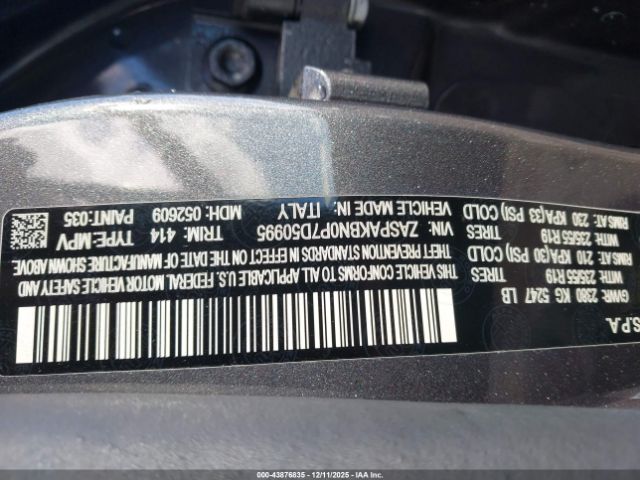 S.P.A
GVWR: 2380 KG 5247 LB
WITH 235/55 R19 TIRES
RIMS AT: 210 KPA(30 PSI) COLD
WITH: 235/55 R19 TIRES
RIMS AT: 230 KPA(33 PSI) COLD
THIS VEHICLE CONFORMS TO ALL APPLICABLE U.S. FEDERAL MOTOR VEHICLE SAFETY AND
THEFT PREVENTION STANDARDS IN EFFECT ON THE DATE OF MANUFACTURE SHOWN ABOVE.
VIN: ZASPAKBN0P7D50995 TRIM: 414 TYPE: MPV
VEHICLE MADE IN: ITALY MDH: 052609 PAINT: 035
000-43876835 - 12/11/2025 - IAAI.com